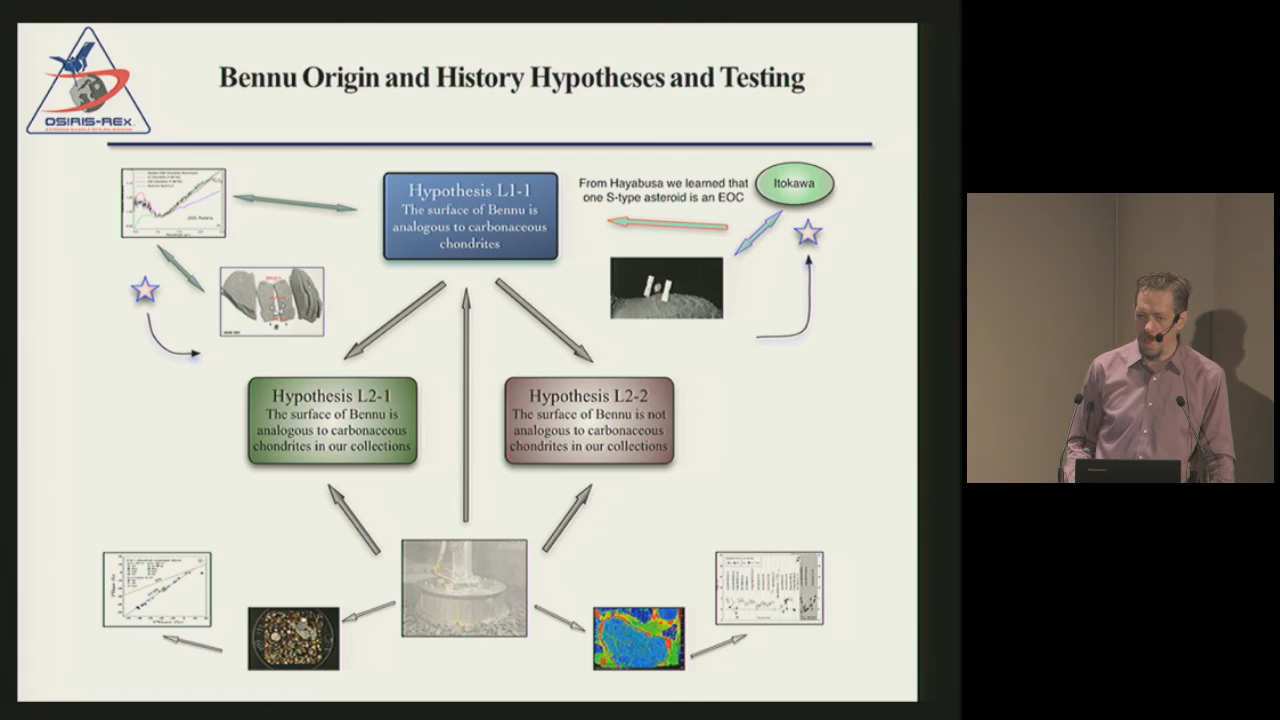 Bennu Origin and History Hypotheses and Testing
OSIRIS-REx
Hypothesis L1-1
The surface of Bennu is
analogous to carbonaceous
chondrites
From Hayabusa we learned that
one S-type asteroid is an EOC
Itokawa
Hypothesis L2-1
The surface of Bennu is
analogous to carbonaceous
chondrites in our collections
Hypothesis L2-2
The surface of Bennu is not
analogous to carbonaceous
chondrites in our collections